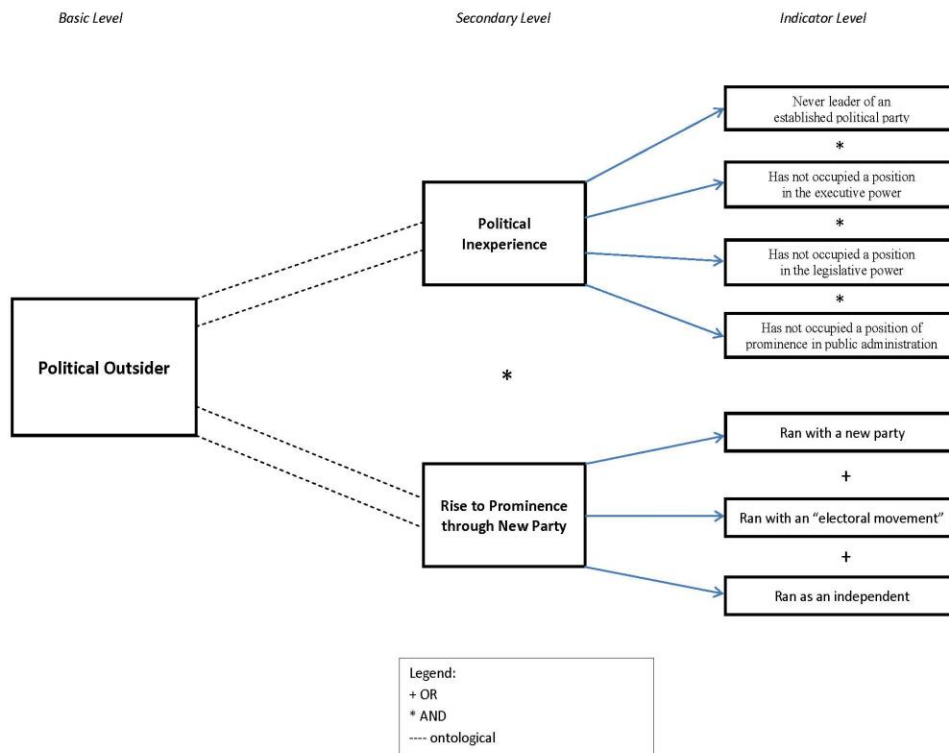 Basic Level
Secondary Level
Indicator Level
Never leader of an
established political party
*
Has not occupied a position
in the executive power
*
Political
Inexperience
Has not occupied a position
in the legislative power
*
Has not occupied a position of
prominence in public administration
Political Outsider
*
Ran with a new party
+
Rise to Prominence
through New Party
Ran with an “electoral movement”
+
Ran as an independent
Legend:
+ OR
* AND
---- ontological